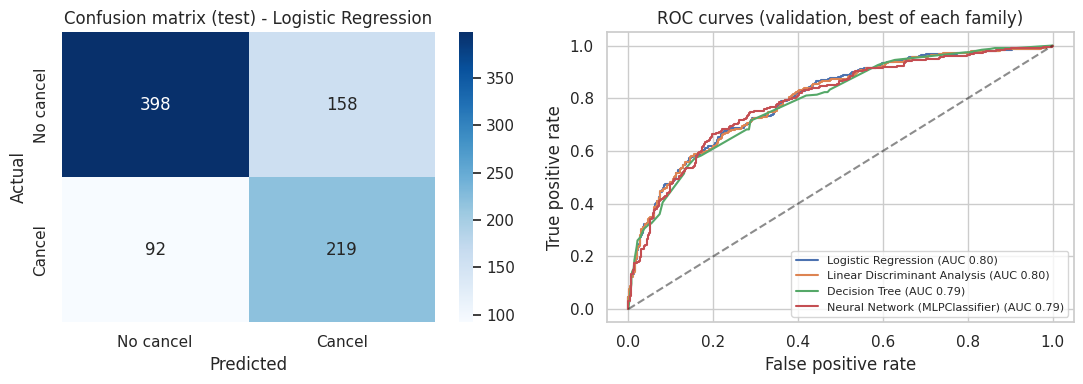 Confusion matrix (test) - Logistic Regression
No cancel
Cancel
Actual
398
158
92
219
No cancel
Cancel
Predicted
350
300
250
200
150
100
ROC curves (validation, best of each family)
True positive rate
1.0
0.8
0.6
0.4
0.2
0.0
0.0
0.2
0.4
0.6
0.8
1.0
False positive rate
Logistic Regression (AUC 0.80)
Linear Discriminant Analysis (AUC 0.80)
Decision Tree (AUC 0.79)
Neural Network (MLPClassifier) (AUC 0.79)